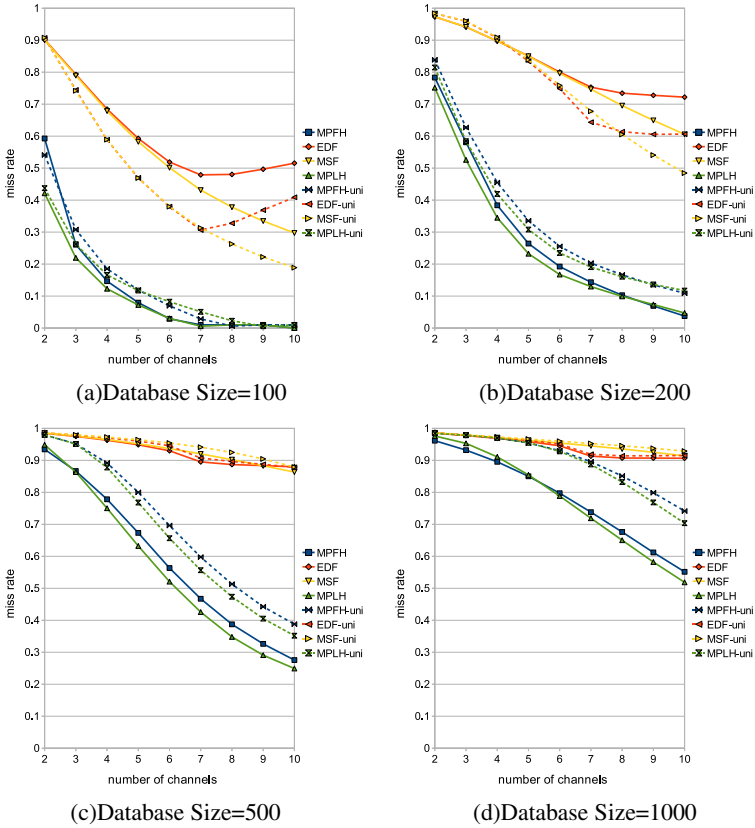 1
0.9
0.8
0.7
0.6
0.5
0.4
0.3
0.2
0.1
0
miss rate
2 3 4 5 6 7 8 9 10
number of channels
MPFH
EDF
MSF
MPLH
MPFH-uni
EDF-uni
MSF-uni
MPLH-uni
(a)Database Size=100
1
0.9
0.8
0.7
0.6
0.5
0.4
0.3
0.2
0.1
0
miss rate
2 3 4 5 6 7 8 9 10
number of channels
MPFH
EDF
MSF
MPLH
MPFH-uni
EDF-uni
MSF-uni
MPLH-uni
(b)Database Size=200
1
0.9
0.8
0.7
0.6
0.5
0.4
0.3
0.2
0.1
0
miss rate
2 3 4 5 6 7 8 9 10
number of channels
MPFH
EDF
MSF
MPLH
MPFH-uni
EDF-uni
MSF-uni
MPLH-uni
(c)Database Size=500
1
0.9
0.8
0.7
0.6
0.5
0.4
0.3
0.2
0.1
0
miss rate
2 3 4 5 6 7 8 9 10
number of channels
MPFH
EDF
MSF
MPLH
MPFH-uni
EDF-uni
MSF-uni
MPLH-uni
(d)Database Size=1000